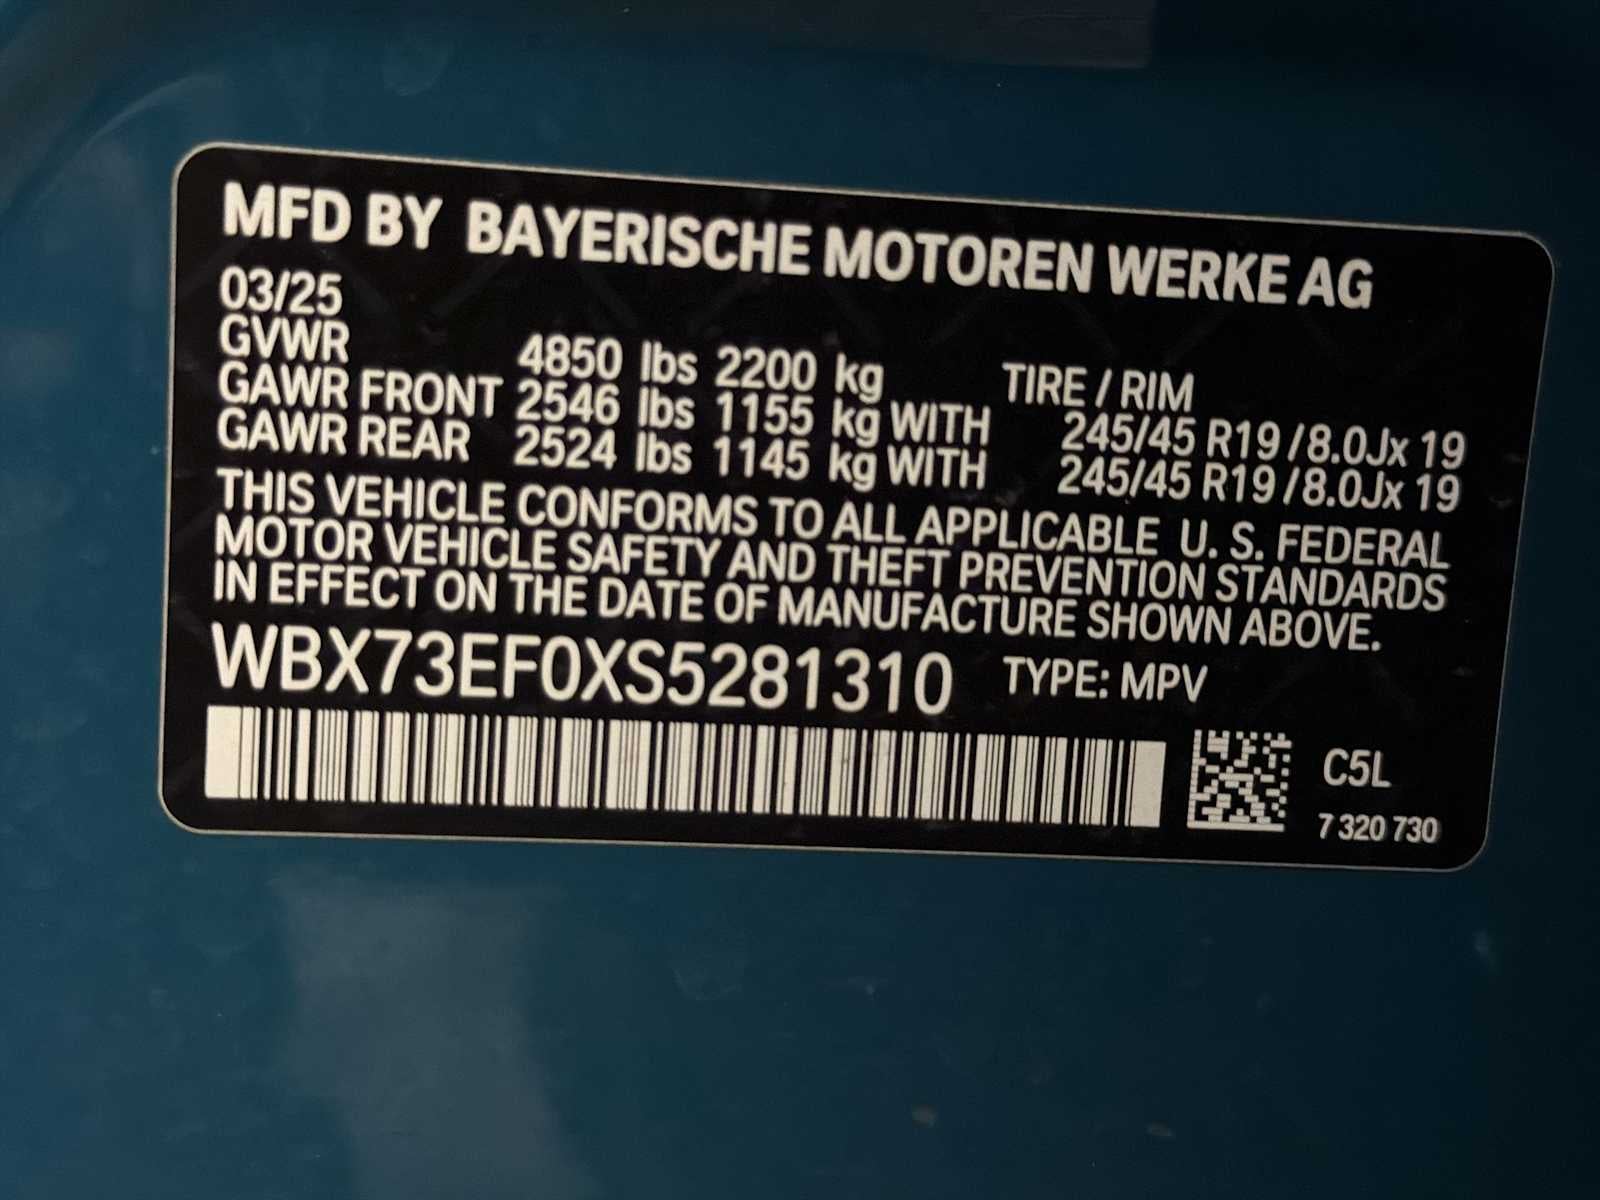 MFD BY BAYERISCHE MOTOREN WERKE AG
03/25
GVWR 4850 lbs 2200 kg TIRE / RIM
GAWR FRONT 2546 lbs 1155 kg WITH 245/45 R19 /8.0Jx 19
GAWR REAR 2524 lbs 1145 kg WITH 245/45 R19 /8.0Jx 19
THIS VEHICLE CONFORMS TO ALL APPLICABLE U. S. FEDERAL
MOTOR VEHICLE SAFETY AND THEFT PREVENTION STANDARDS
IN EFFECT ON THE DATE OF MANUFACTURE SHOWN ABOVE.
WBX73EF0XS5281310 TYPE: MPV
C5L
7 320 730